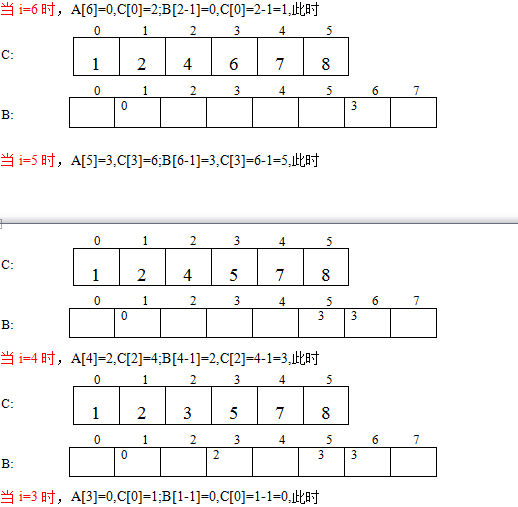 当 i=6 时，A[6]=0,C[0]=2;B[2-1]=0,C[0]=2-1=1,此时
0 1 2 3 4 5
C: 1 2 4 6 7 8
0 1 2 3 4 5 6 7
B: 0 3
当 i=5 时，A[5]=3,C[3]=6;B[6-1]=3,C[3]=6-1=5,此时
0 1 2 3 4 5
C: 1 2 4 5 7 8
0 1 2 3 4 5 6 7
B: 0 3 3
当 i=4 时，A[4]=2,C[2]=4;B[4-1]=2,C[2]=4-1=3,此时
0 1 2 3 4 5
C: 1 2 3 5 7 8
0 1 2 3 4 5 6 7
B: 0 2 3 3
当 i=3 时，A[3]=0,C[0]=1;B[1-1]=0,C[0]=1-1=0,此时